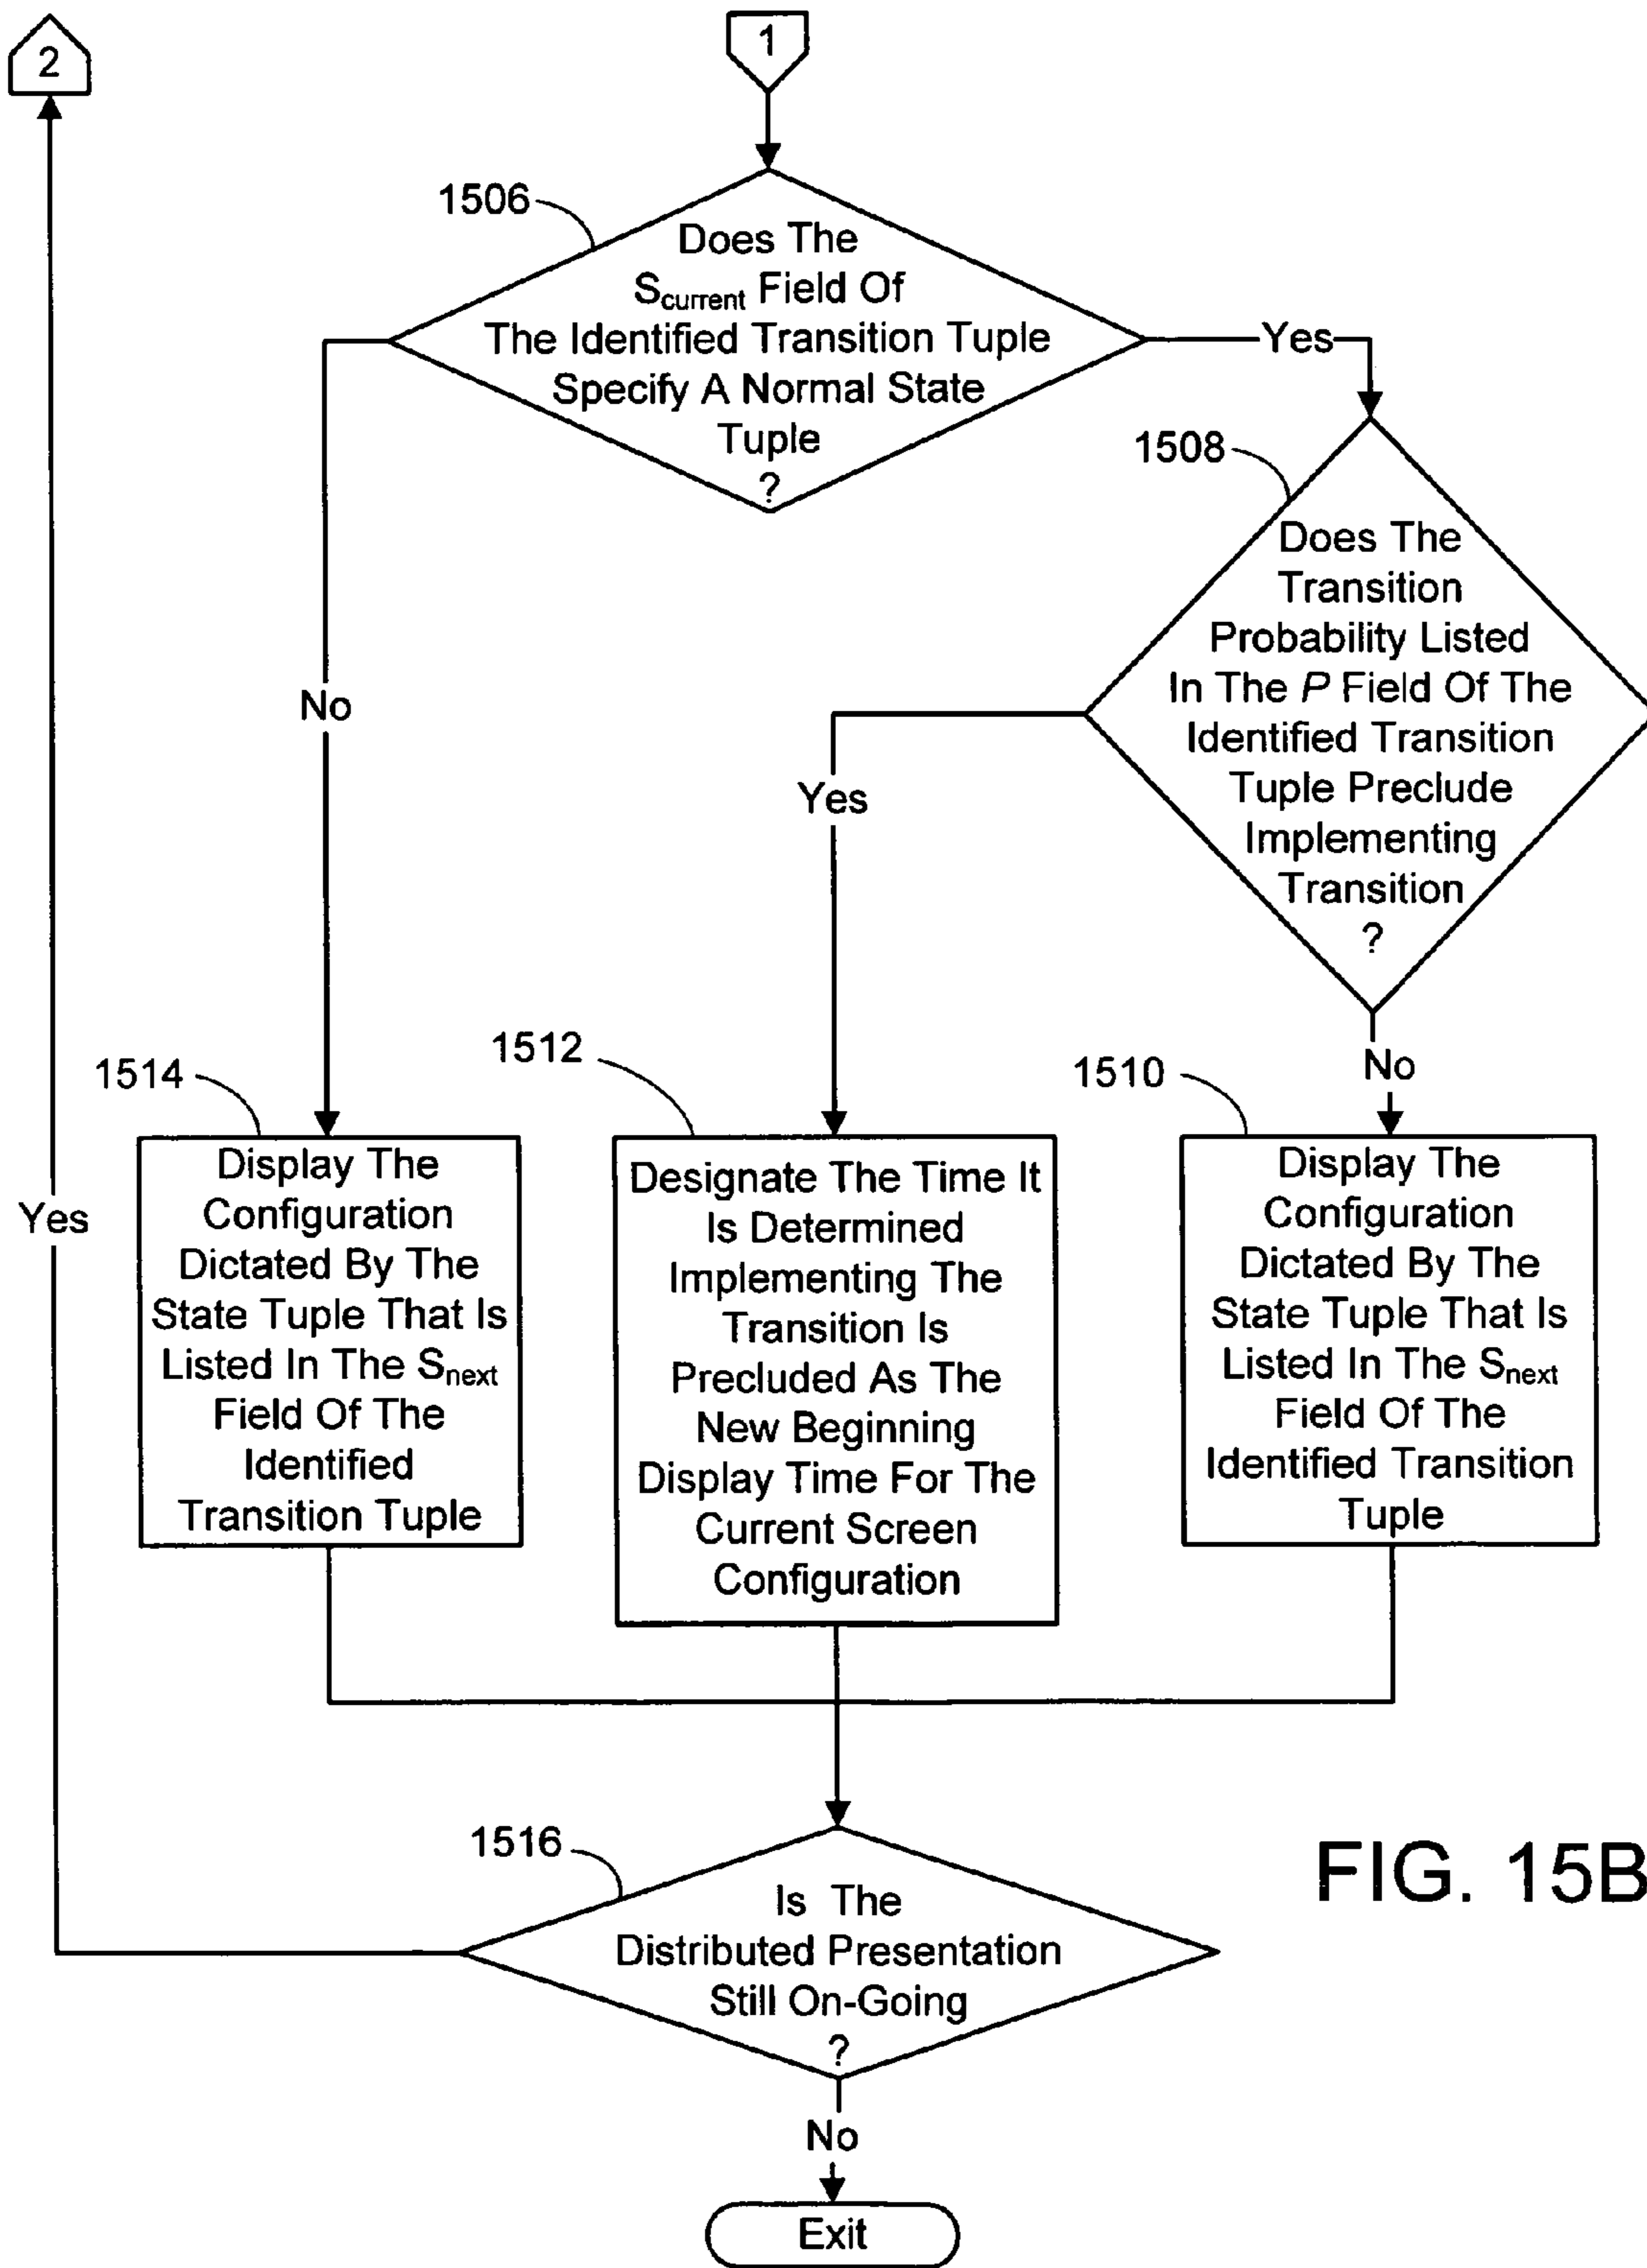 2
1
1506
Does The
Scurrent Field Of
The Identified Transition Tuple
Specify A Normal State
Tuple
?
Yes
No
1508
Does The
Transition
Probability Listed
In The P Field Of The
Identified Transition
Tuple Preclude
Implementing
Transition
?
Yes
No
1514
Display The
Configuration
Dictated By The
State Tuple That Is
Listed In The Snext
Field Of The
Identified
Transition Tuple
1512
Designate The Time It
Is Determined
Implementing The
Transition Is
Precluded As The
New Beginning
Display Time For The
Current Screen
Configuration
1510
Display The
Configuration
Dictated By The
State Tuple That Is
Listed In The Snext
Field Of The
Identified Transition
Tuple
Yes
1516
Is The
Distributed Presentation
Still On-Going
?
No
Exit
FIG. 15B